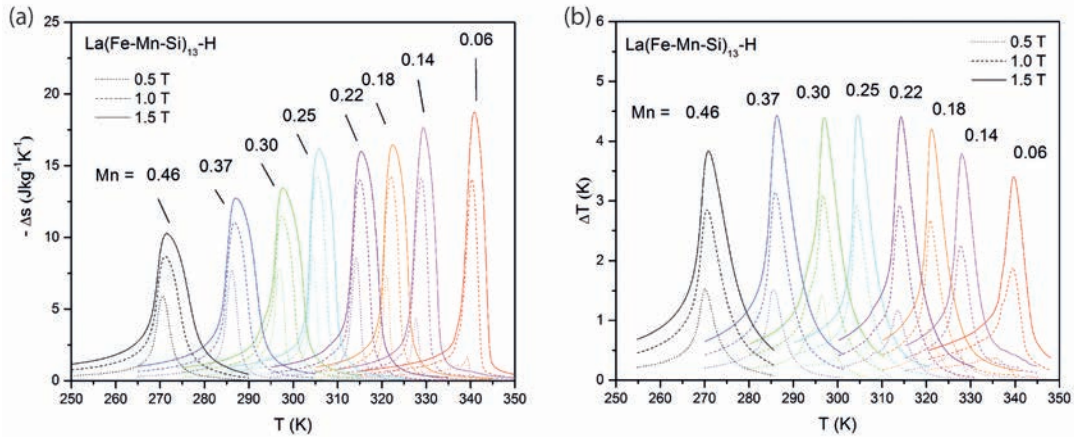 (a)
La(Fe-Mn-Si)13-H
0.5 T
1.0 T
1.5 T
Mn = 0.46
0.37
0.30
0.25
0.22
0.18
0.14
0.06
25
20
15
10
5
0
- Δs (Jkg-1K-1)
250 260 270 280 290 300 310 320 330 340 350
T (K)
(b)
La(Fe-Mn-Si)13-H
0.5 T
1.0 T
1.5 T
Mn = 0.46
0.37
0.30
0.25
0.22
0.18
0.14
0.06
6
5
4
3
2
1
0
ΔT (K)
250 260 270 280 290 300 310 320 330 340 350
T (K)